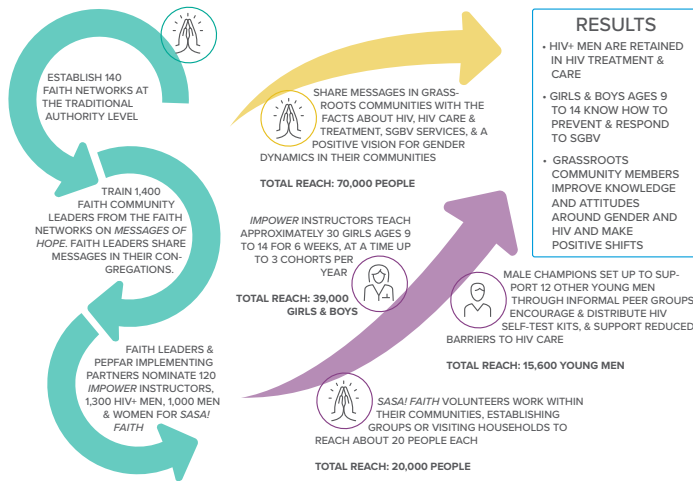 ESTABLISH 140
FAITH NETWORKS AT
THE TRADITIONAL
AUTHORITY LEVEL
TRAIN 1,400
FAITH COMMUNITY
LEADERS FROM THE FAITH
NETWORKS ON MESSAGES OF
HOPE. FAITH LEADERS SHARE
MESSAGES IN THEIR CON-
GREGATIONS.
FAITH LEADERS &
PEPFAR IMPLEMENTING
PARTNERS NOMINATE 120
IMPOWER INSTRUCTORS,
1,300 HIV+ MEN, 1,000 MEN
& WOMEN FOR SASA!
FAITH
SHARE MESSAGES IN GRASS-
ROOTS COMMUNITIES WITH THE
FACTS ABOUT HIV, HIV CARE &
TREATMENT, SGBV SERVICES, & A
POSITIVE VISION FOR GENDER
DYNAMICS IN THEIR COMMUNITIES
TOTAL REACH: 70,000 PEOPLE
IMPOWER INSTRUCTORS TEACH
APPROXIMATELY 30 GIRLS AGES 9
TO 14 FOR 6 WEEKS, AT A TIME UP
TO 3 COHORTS PER
YEAR
TOTAL REACH: 39,000
GIRLS & BOYS
MALE CHAMPIONS SET UP TO SUP-
PORT 12 OTHER YOUNG MEN
THROUGH INFORMAL PEER GROUPS
ENCOURAGE & DISTRIBUTE HIV
SELF-TEST KITS, & SUPPORT REDUCED
BARRIERS TO HIV CARE
TOTAL REACH: 15,600 YOUNG MEN
SASA! FAITH VOLUNTEERS WORK WITHIN
THEIR COMMUNITIES, ESTABLISHING
GROUPS OR VISITING HOUSEHOLDS TO
REACH ABOUT 20 PEOPLE EACH
TOTAL REACH: 20,000 PEOPLE
RESULTS
• HIV+ MEN ARE RETAINED
IN HIV TREATMENT &
CARE
• GIRLS & BOYS AGES 9
TO 14 KNOW HOW TO
PREVENT & RESPOND
TO SGBV
• GRASSROOTS
COMMUNITY MEMBERS
IMPROVE KNOWLEDGE
AND ATTITUDES
AROUND GENDER AND
HIV AND MAKE
POSITIVE SHIFTS